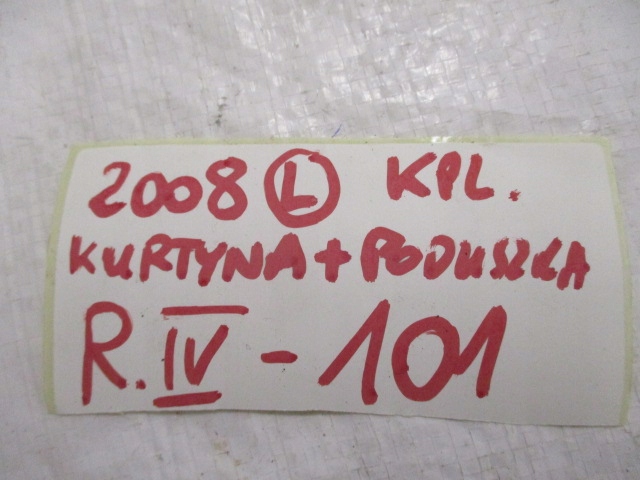 2008 Ⓛ KPL.
KURTYNA + PODUSZKA
R. IV - 101